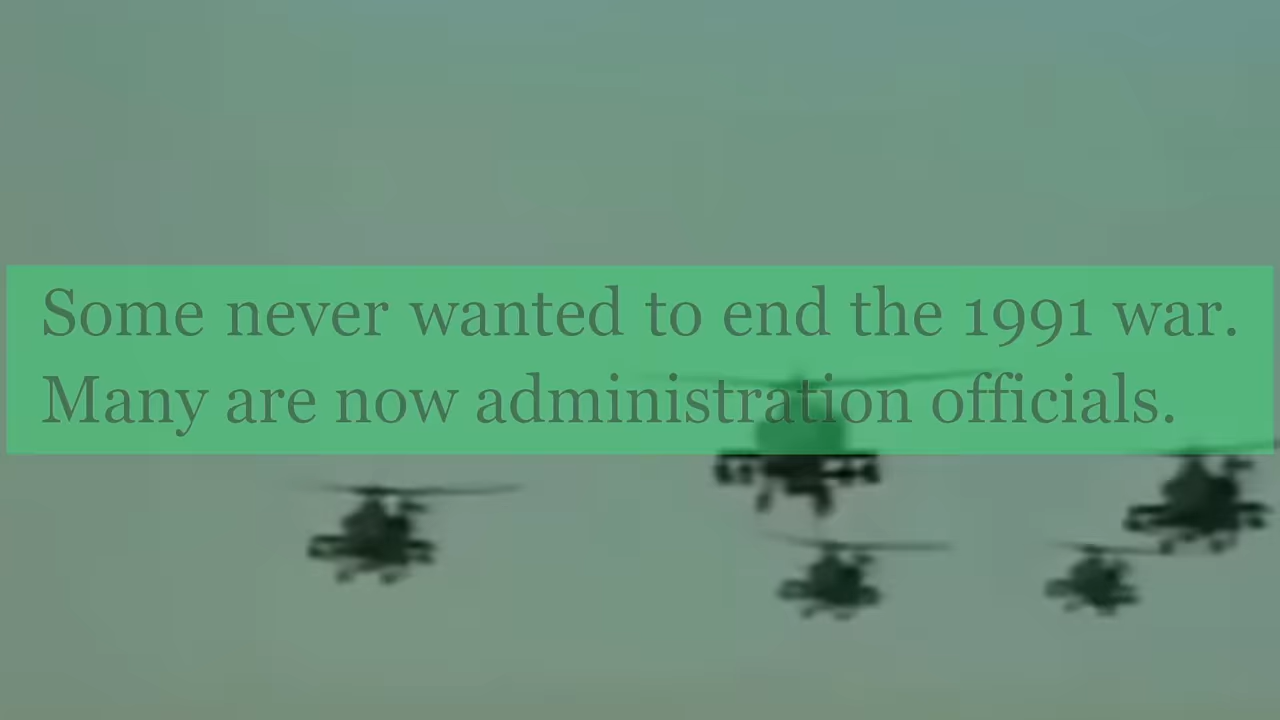 Some never wanted to end the 1991 war.
Many are now administration officials.